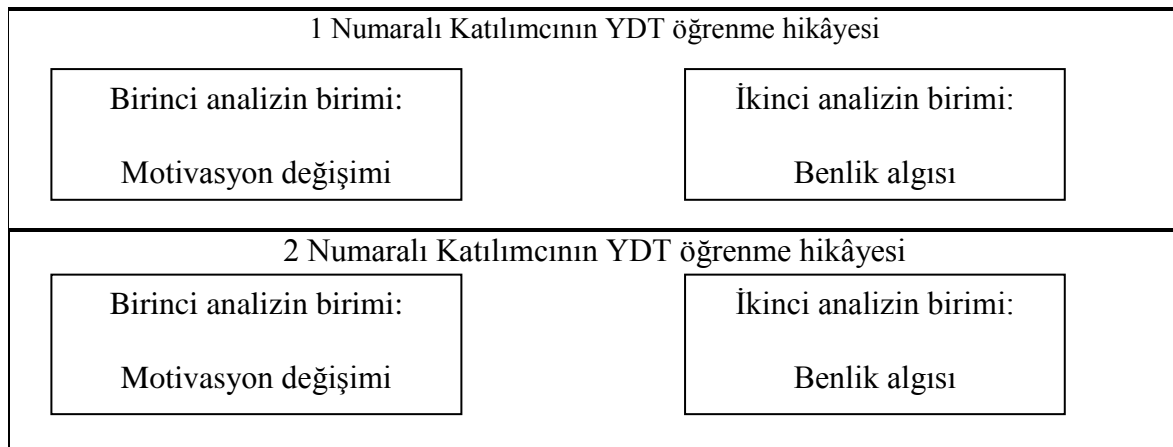 1 Numaralı Katılımcının YDT öğrenme hikâyesi
Birinci analizin birimi:
Motivasyon değişimi
İkinci analizin birimi:
Benlik algısı
2 Numaralı Katılımcının YDT öğrenme hikâyesi
Birinci analizin birimi:
Motivasyon değişimi
İkinci analizin birimi:
Benlik algısı